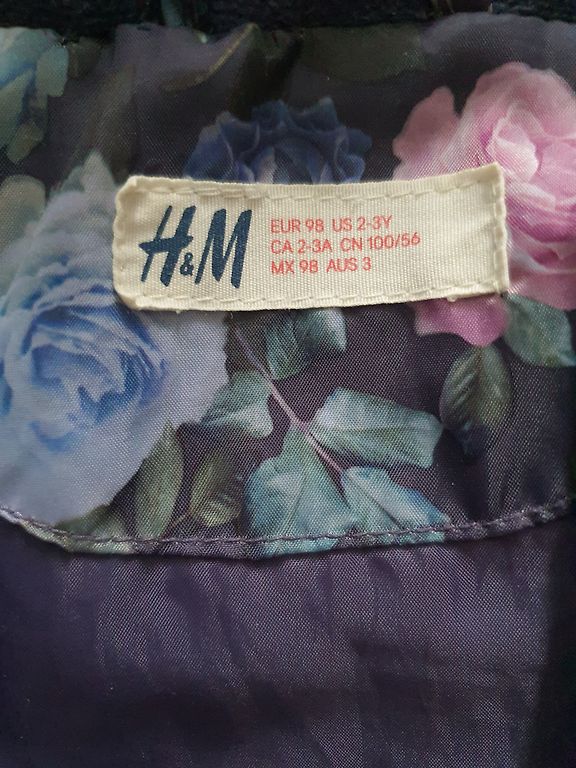 H&M
EUR 98 US 2-3Y
CA 2-3A CN 100/56
MX 98 AUS 3